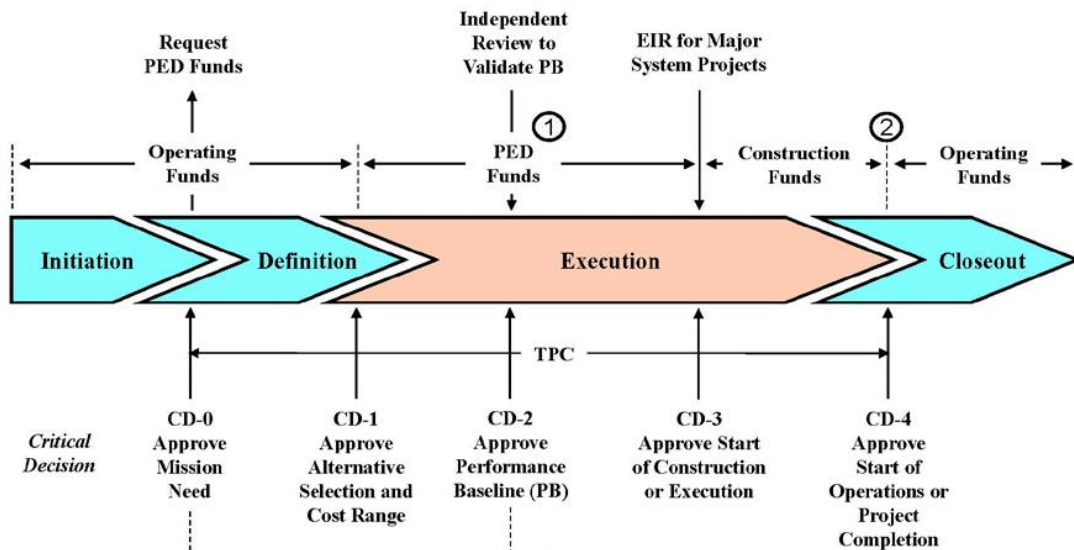 Request
PED Funds
Independent
Review to
Validate PB
EIR for Major
System Projects
1
2
Operating
Funds
PED
Funds
Construction
Funds
Operating
Funds
Initiation
Definition
Execution
Closeout
TPC
Critical
Decision
CD-0
Approve
Mission
Need
CD-1
Approve
Alternative
Selection and
Cost Range
CD-2
Approve
Performance
Baseline (PB)
CD-3
Approve Start
of Construction
or Execution
CD-4
Approve
Start of
Operations or
Project
Completion